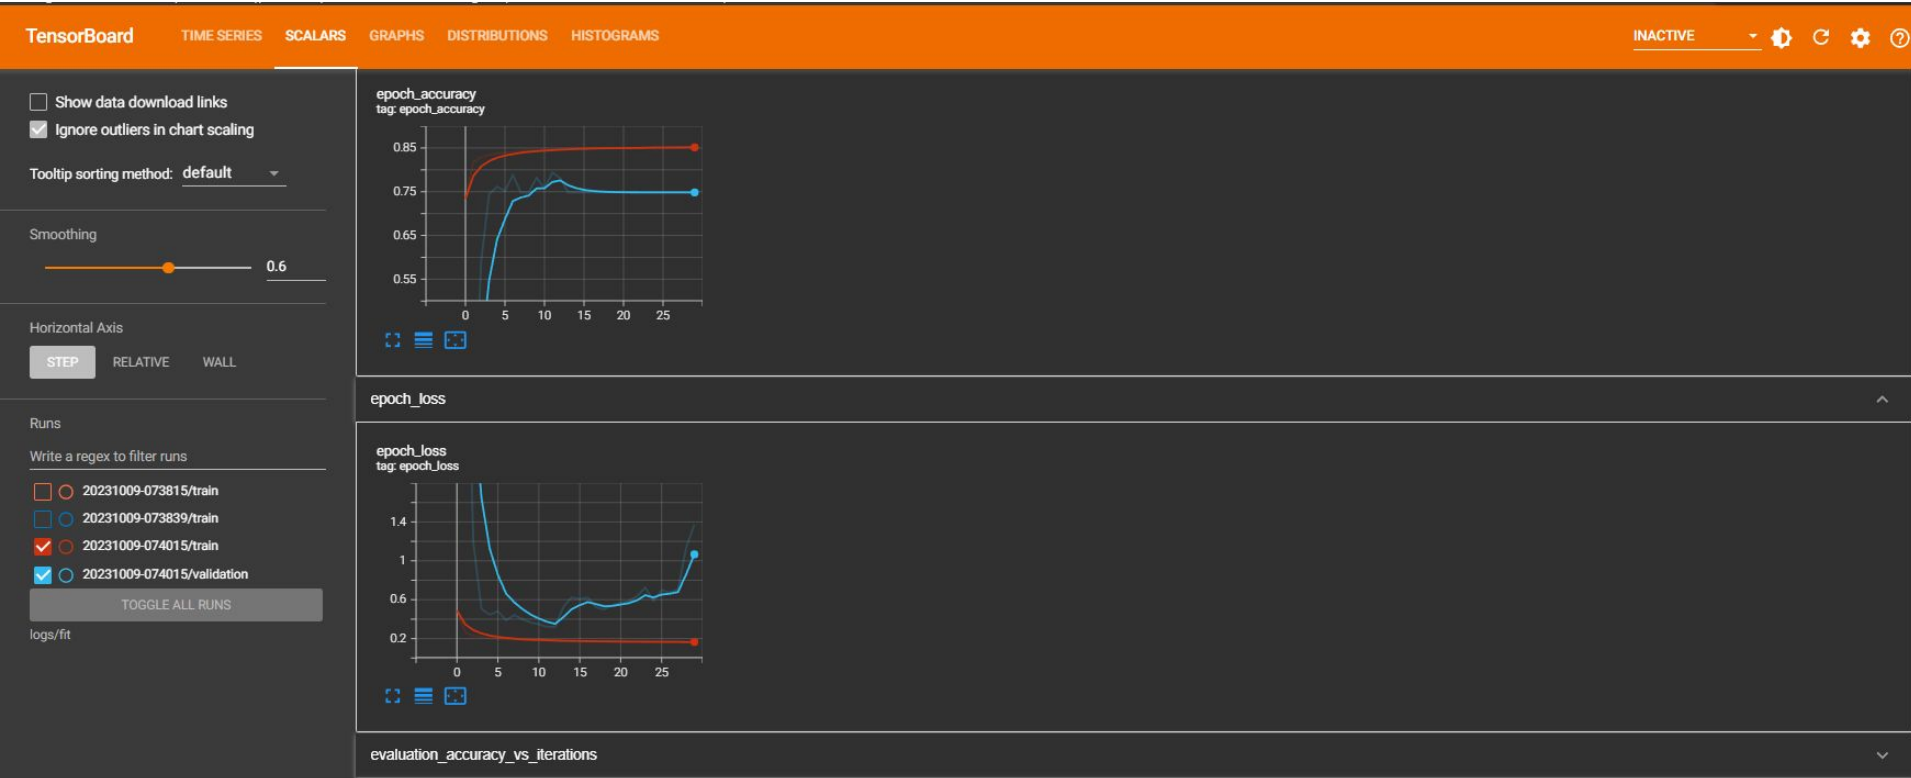 TensorBoard TIME SERIES SCALARS GRAPHS DISTRIBUTIONS HISTOGRAMS INACTIVE
Show data download links
Ignore outliers in chart scaling
Tooltip sorting method: default
Smoothing
0.6
Horizontal Axis
STEP RELATIVE WALL
Runs
Write a regex to filter runs
20231009-073815/train
20231009-073839/train
20231009-074015/train
20231009-074015/validation
TOGGLE ALL RUNS
logs/fit
epoch_accuracy
tag: epoch_accuracy
0.85
0.75
0.65
0.55
0 5 10 15 20 25
epoch_loss
epoch_loss
tag: epoch_loss
1.4
1
0.6
0.2
0 5 10 15 20 25
evaluation_accuracy_vs_iterations